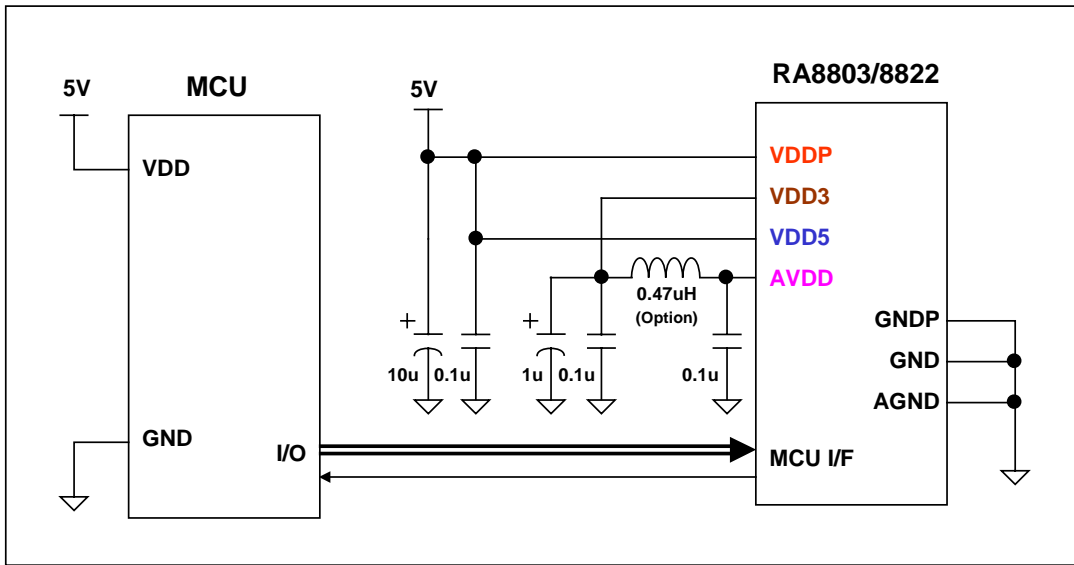 MCU
RA8803/8822
5V
5V
VDD
VDDP
VDD3
VDD5
AVDD
0.47uH
(Option)
+
+
10u
0.1u
1u
0.1u
0.1u
GNDP
GND
AGND
GND
I/O
MCU I/F